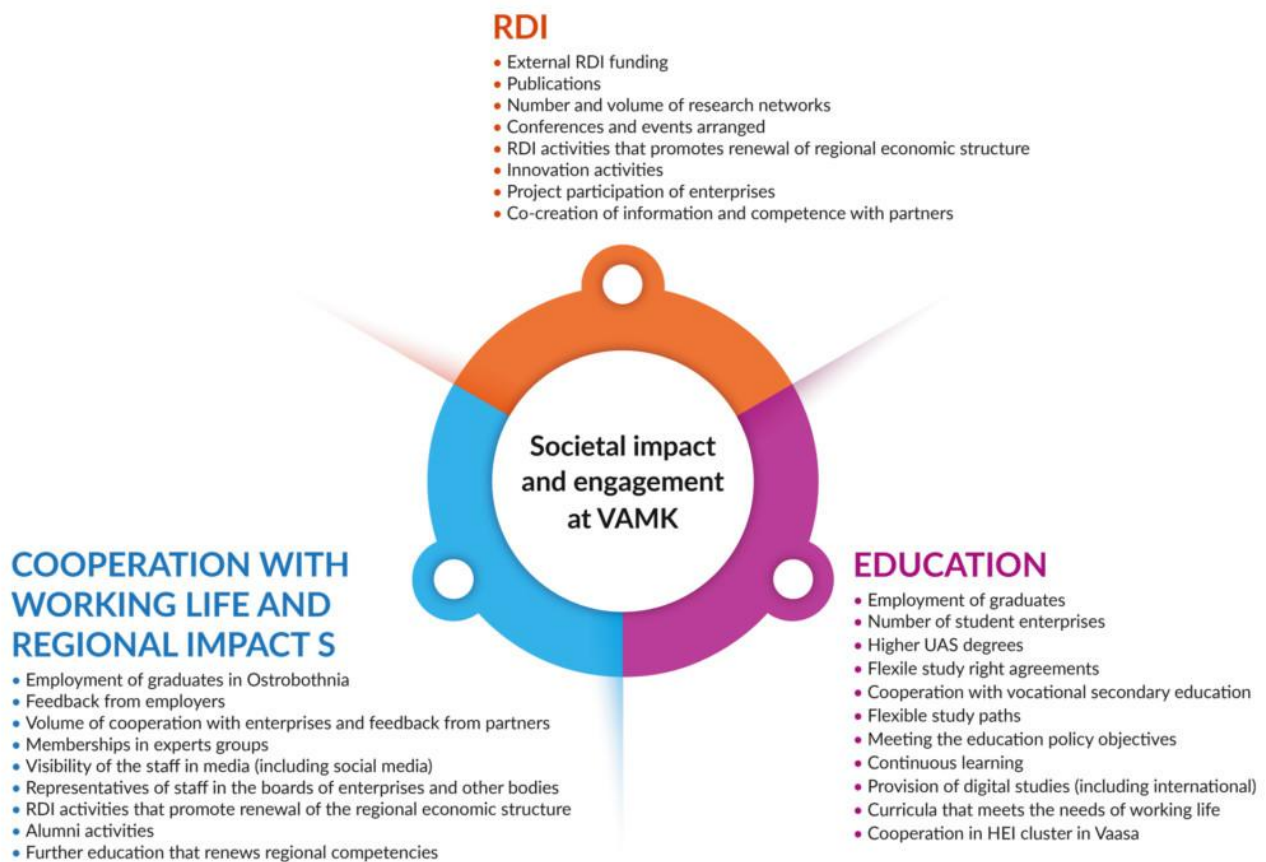 RDI
• External RDI funding
• Publications
• Number and volume of research networks
• Conferences and events arranged
• RDI activities that promotes renewal of regional economic structure
• Innovation activities
• Project participation of enterprises
• Co-creation of information and competence with partners
Societal impact
and engagement
at VAMK
COOPERATION WITH
WORKING LIFE AND
REGIONAL IMPACT S
• Employment of graduates in Ostrobothnia
• Feedback from employers
• Volume of cooperation with enterprises and feedback from partners
• Memberships in experts groups
• Visibility of the staff in media (including social media)
• Representatives of staff in the boards of enterprises and other bodies
• RDI activities that promote renewal of the regional economic structure
• Alumni activities
• Further education that renews regional competencies
EDUCATION
• Employment of graduates
• Number of student enterprises
• Higher UAS degrees
• Flexile study right agreements
• Cooperation with vocational secondary education
• Flexible study paths
• Meeting the education policy objectives
• Continuous learning
• Provision of digital studies (including international)
• Curricula that meets the needs of working life
• Cooperation in HEI cluster in Vaasa